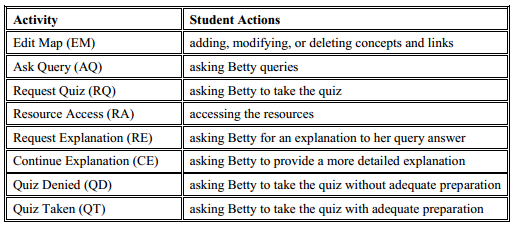 Activity Student Actions
Edit Map (EM) adding, modifying, or deleting concepts and links
Ask Query (AQ) asking Betty queries
Request Quiz (RQ) asking Betty to take the quiz
Resource Access (RA) accessing the resources
Request Explanation (RE) asking Betty for an explanation to her query answer
Continue Explanation (CE) asking Betty to provide a more detailed explanation
Quiz Denied (QD) asking Betty to take the quiz without adequate preparation
Quiz Taken (QT) asking Betty to take the quiz with adequate preparation